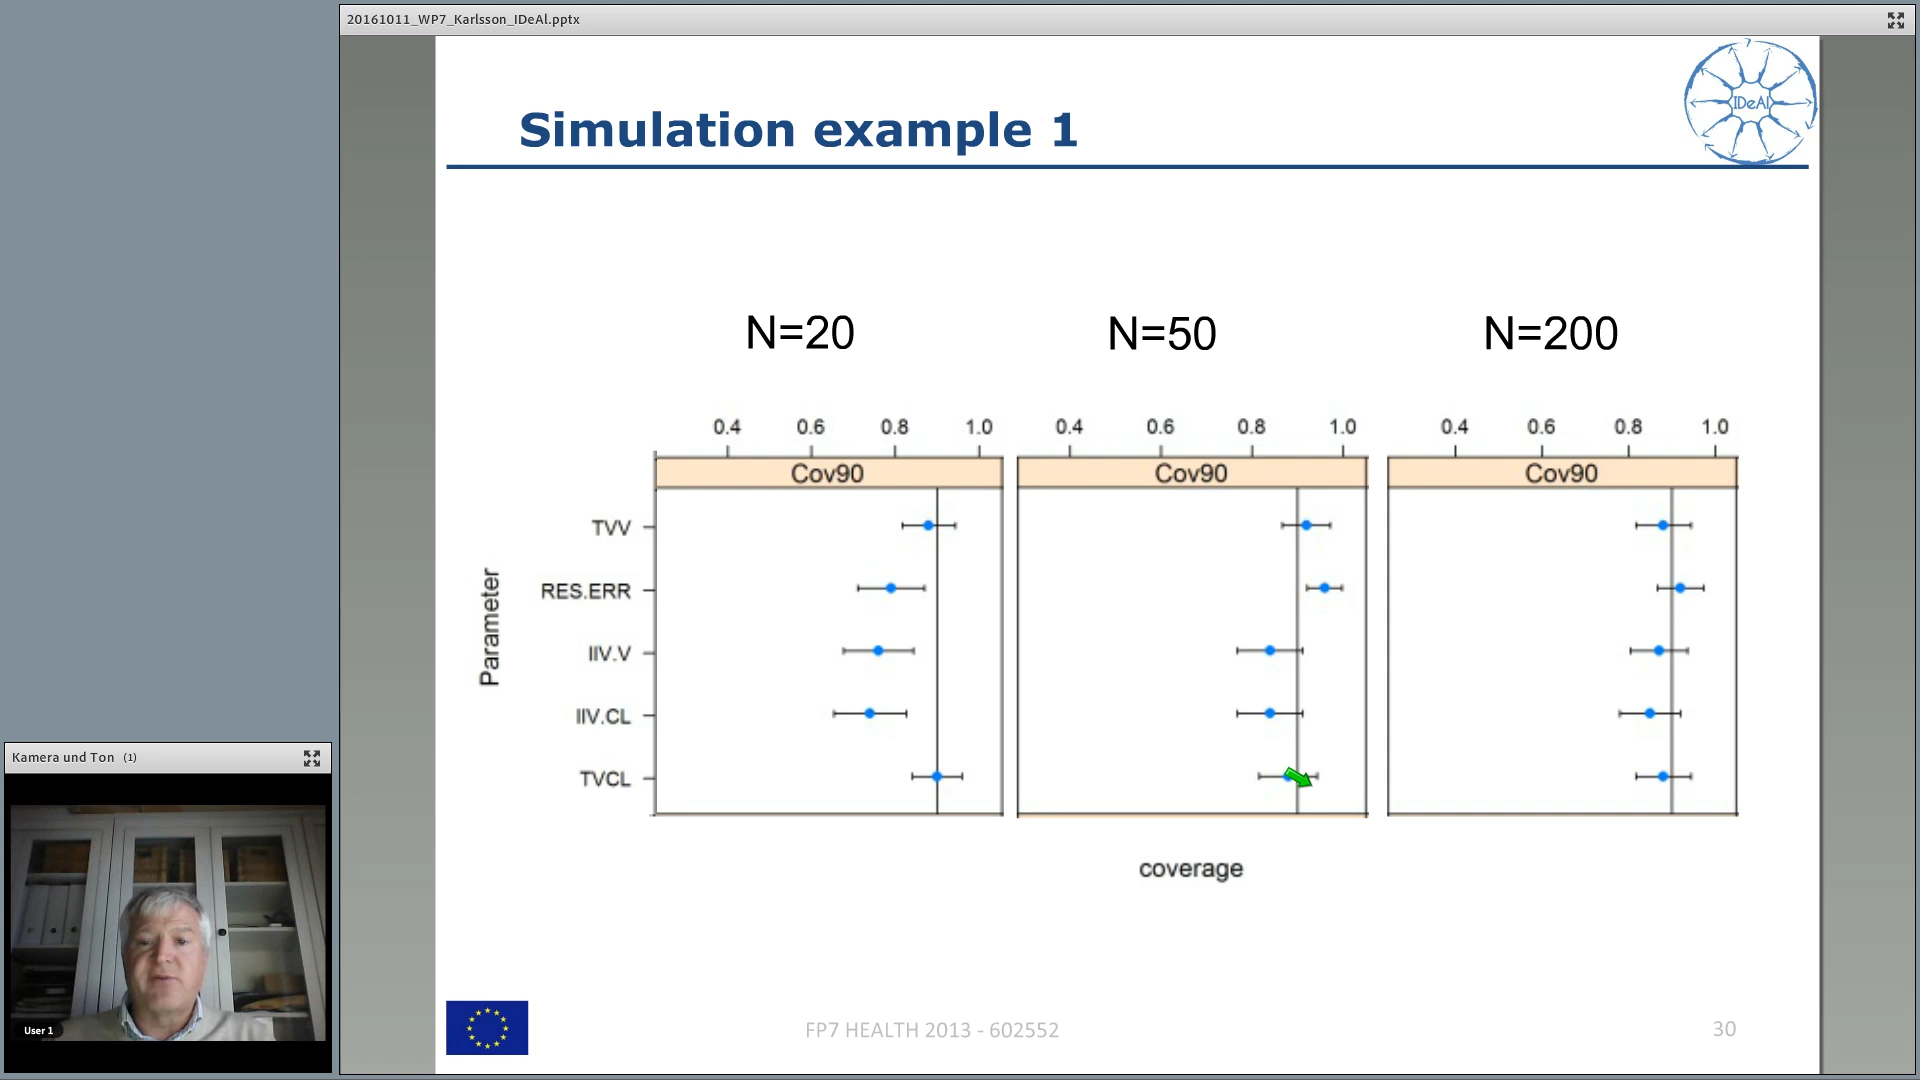 20161011_WP7_Karlsson_IDeAl.pptx
IDeAl
Simulation example 1
N=20 N=50 N=200
0.4 0.6 0.8 1.0 0.4 0.6 0.8 1.0 0.4 0.6 0.8 1.0
Cov90 Cov90 Cov90
TVV
RES.ERR
IIV.V
IIV.CL
TVCL
Parameter
coverage
Kamera und Ton (1)
User 1
FP7 HEALTH 2013 - 602552
30